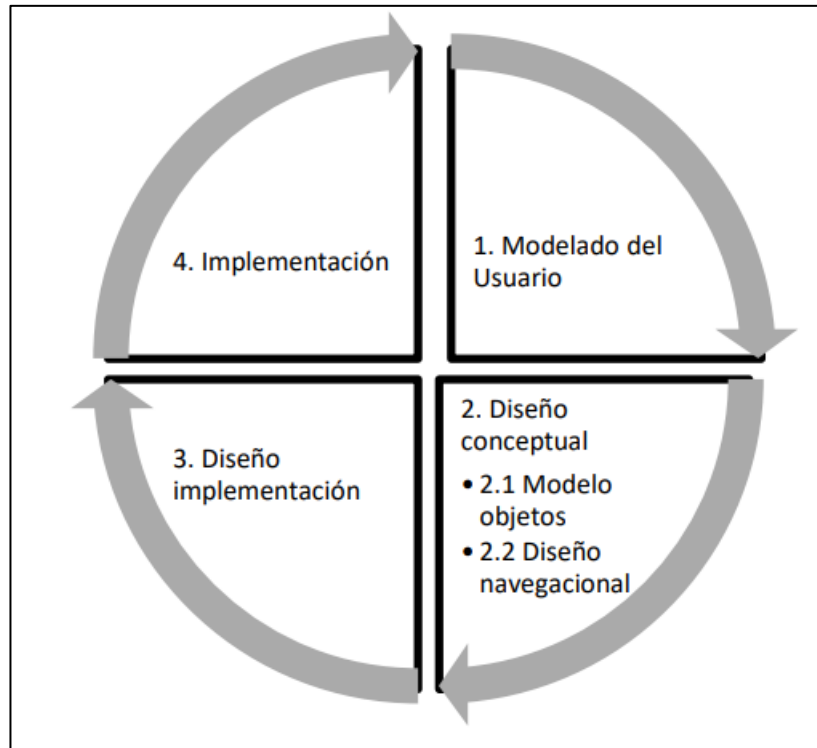 1. Modelado del
Usuario
2. Diseño
conceptual
• 2.1 Modelo
objetos
• 2.2 Diseño
navegacional
3. Diseño
implementación
4. Implementación